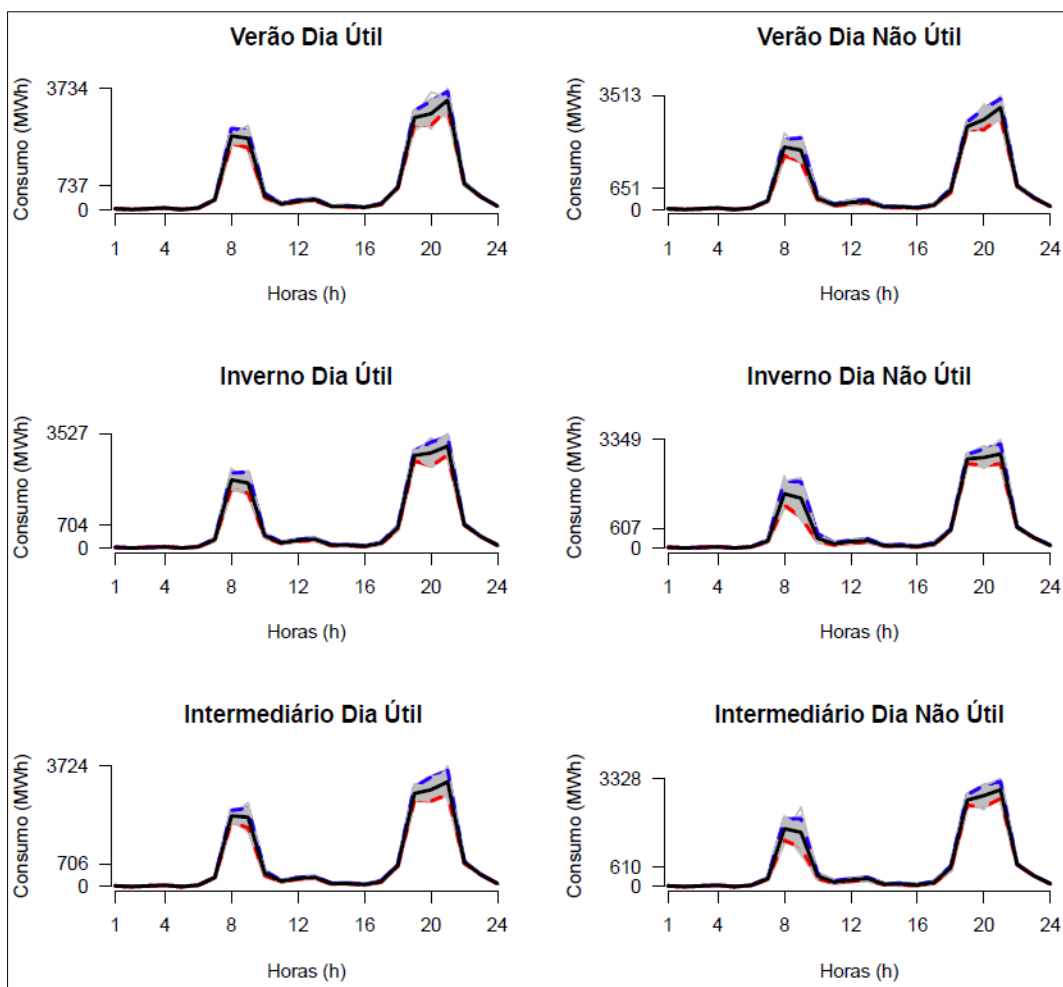 Verão Dia Útil
Consumo (MWh)
3734
737
0
1 4 8 12 16 20 24
Horas (h)
Verão Dia Não Útil
Consumo (MWh)
3513
651
0
1 4 8 12 16 20 24
Horas (h)
Inverno Dia Útil
Consumo (MWh)
3527
704
0
1 4 8 12 16 20 24
Horas (h)
Inverno Dia Não Útil
Consumo (MWh)
3349
607
0
1 4 8 12 16 20 24
Horas (h)
Intermediário Dia Útil
Consumo (MWh)
3724
706
0
1 4 8 12 16 20 24
Horas (h)
Intermediário Dia Não Útil
Consumo (MWh)
3328
610
0
1 4 8 12 16 20 24
Horas (h)